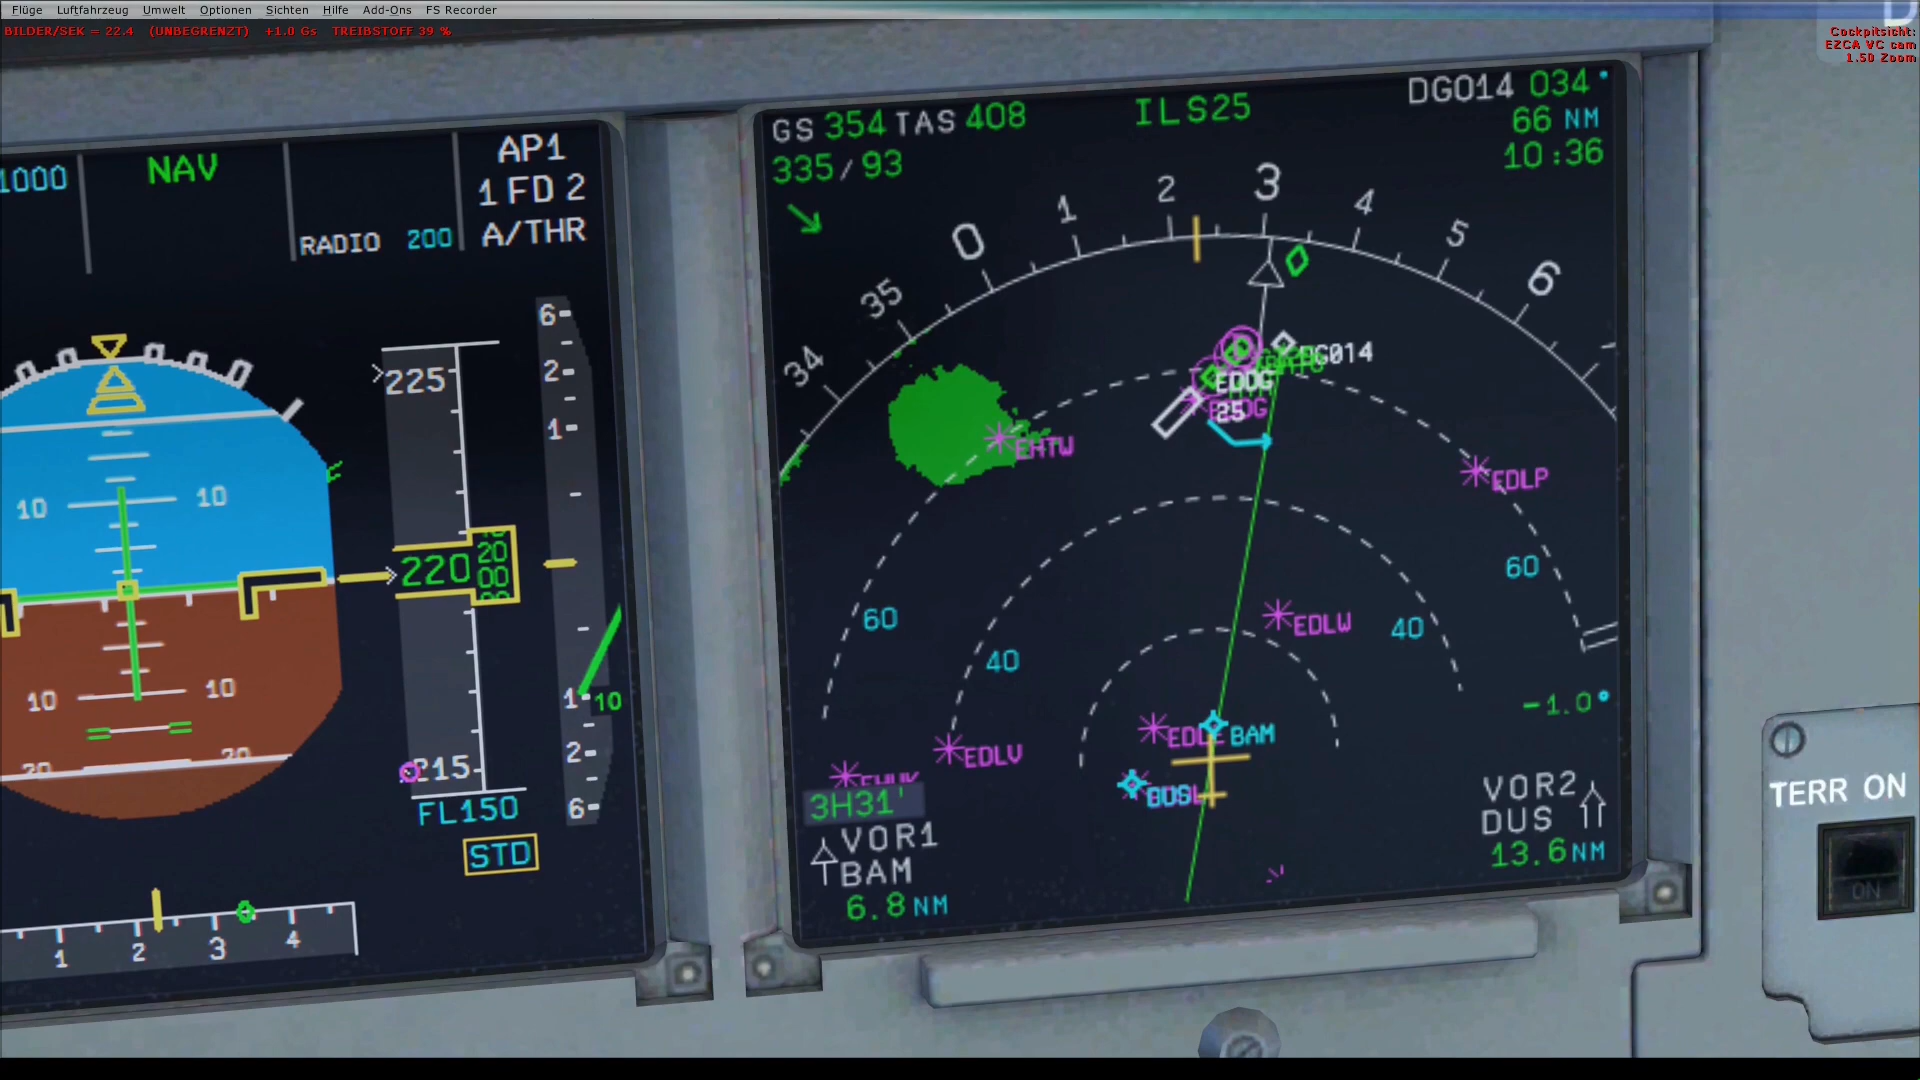 Flüge Luftfahrzeug Umwelt Optionen Sichten Hilfe Add-Ons FS Recorder
BILDER/SEK = 22.4 (UNBEGRENZT) +1.0 Gs TREIBSTOFF 39 %
Cockpitsicht:
EZCA VC cam
1.50 Zoom
1000 NAV AP1
1 FD 2
RADIO 200 A/THR
225
220
20
00
215
FL150
STD
10 10
10 10
20 20
6
2
1
1 10
2
6
1 2 3 4
GS 354 TAS 408 ILS25 DG014 034°
335/93 66 NM
10:36
34 35 0 1 2 3 4 5 6
DG014
EDDG
25
EHTW
EDLP
60 60
40 40
EDLW
-1.0°
BAM
EDLV
3H31'
VOR1
BAM
6.8 NM
VOR2
DUS
13.6 NM
TERR ON
ON